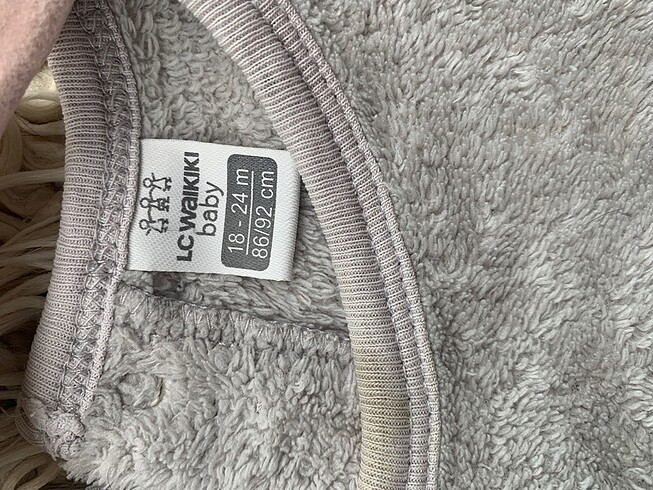 LC WAIKIKI
baby
18 - 24 m
86/92 cm